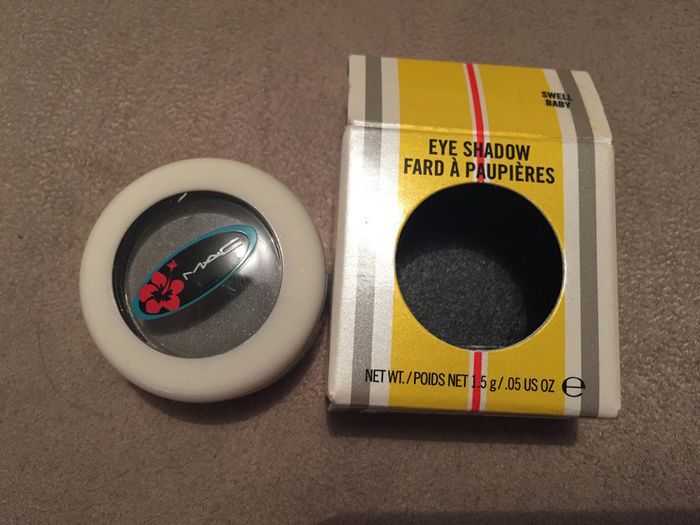 MAC
SWELL
BABY
EYE SHADOW
FARD À PAUPIÈRES
NET WT./POIDS NET 1.5 g/.05 US OZ ℮